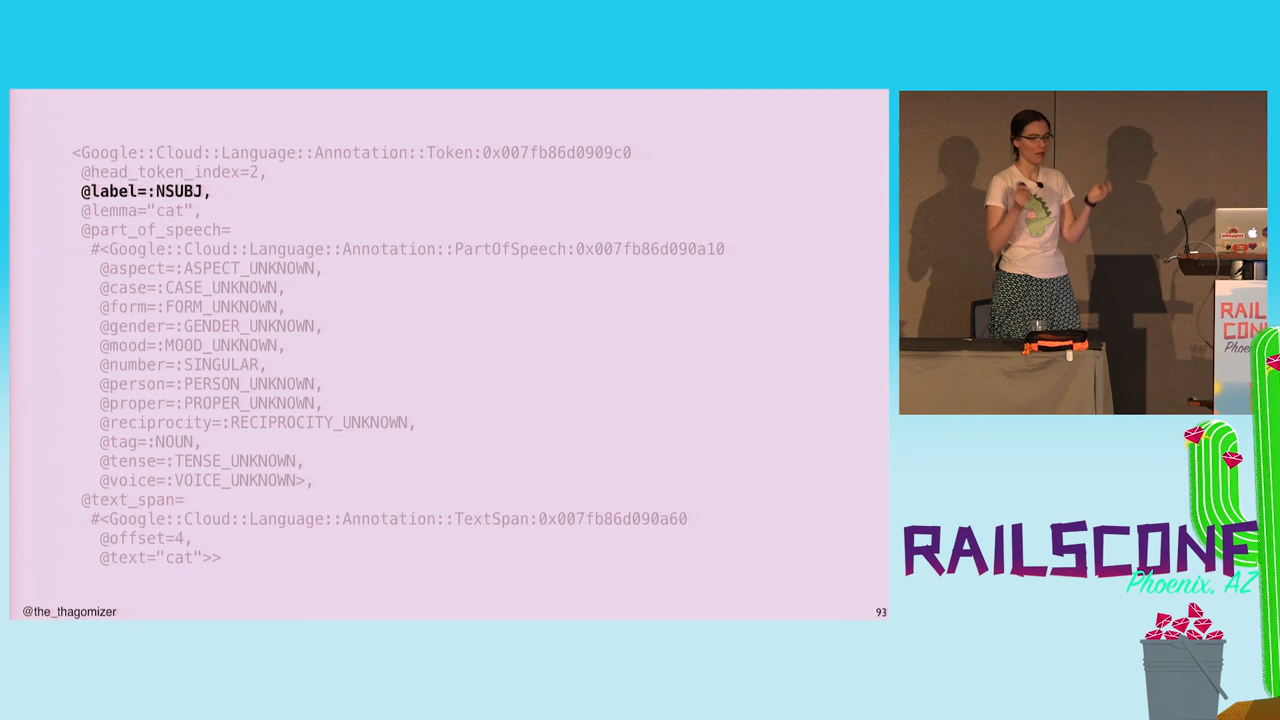 <Google::Cloud::Language::Annotation::Token:0x007fb86d0909c0
@head_token_index=2,
@label=:NSUBJ,
@lemma="cat",
@part_of_speech=
#<Google::Cloud::Language::Annotation::PartOfSpeech:0x007fb86d090a10
@aspect=:ASPECT_UNKNOWN,
@case=:CASE_UNKNOWN,
@form=:FORM_UNKNOWN,
@gender=:GENDER_UNKNOWN,
@mood=:MOOD_UNKNOWN,
@number=:SINGULAR,
@person=:PERSON_UNKNOWN,
@proper=:PROPER_UNKNOWN,
@reciprocity=:RECIPROCITY_UNKNOWN,
@tag=:NOUN,
@tense=:TENSE_UNKNOWN,
@voice=:VOICE_UNKNOWN>,
@text_span=
#<Google::Cloud::Language::Annotation::TextSpan:0x007fb86d090a60
@offset=4,
@text="cat">>
@the_thagomizer
93
RAIL
CON
Phoe
RAILSCONF
Phoenix, AZ